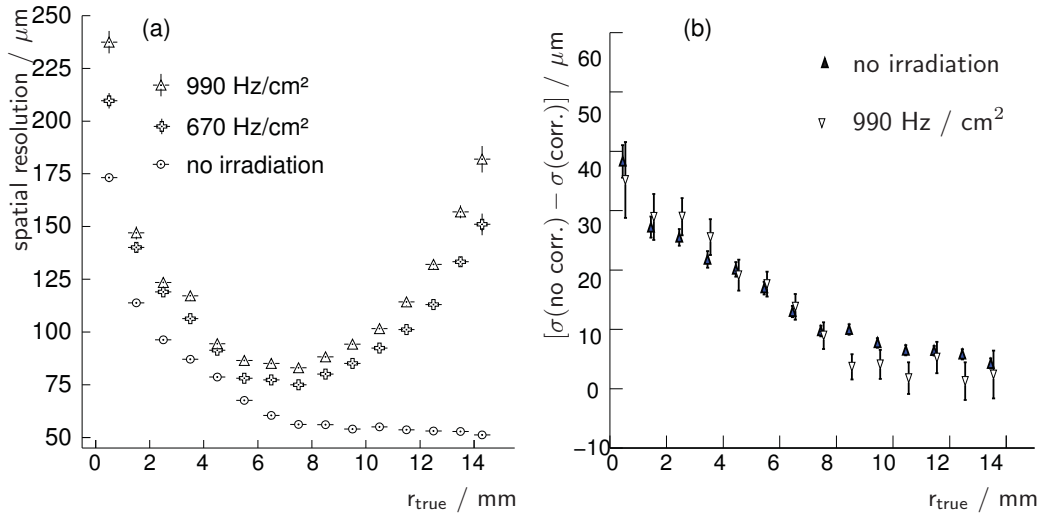 (a)
spatial resolution / μm
250
225
200
175
150
125
100
75
50
990 Hz/cm²
670 Hz/cm²
no irradiation
0 2 4 6 8 10 12 14
r_true / mm
(b)
[σ(no corr.) − σ(corr.)] / μm
60
50
40
30
20
10
0
−10
no irradiation
990 Hz / cm²
0 2 4 6 8 10 12 14
r_true / mm